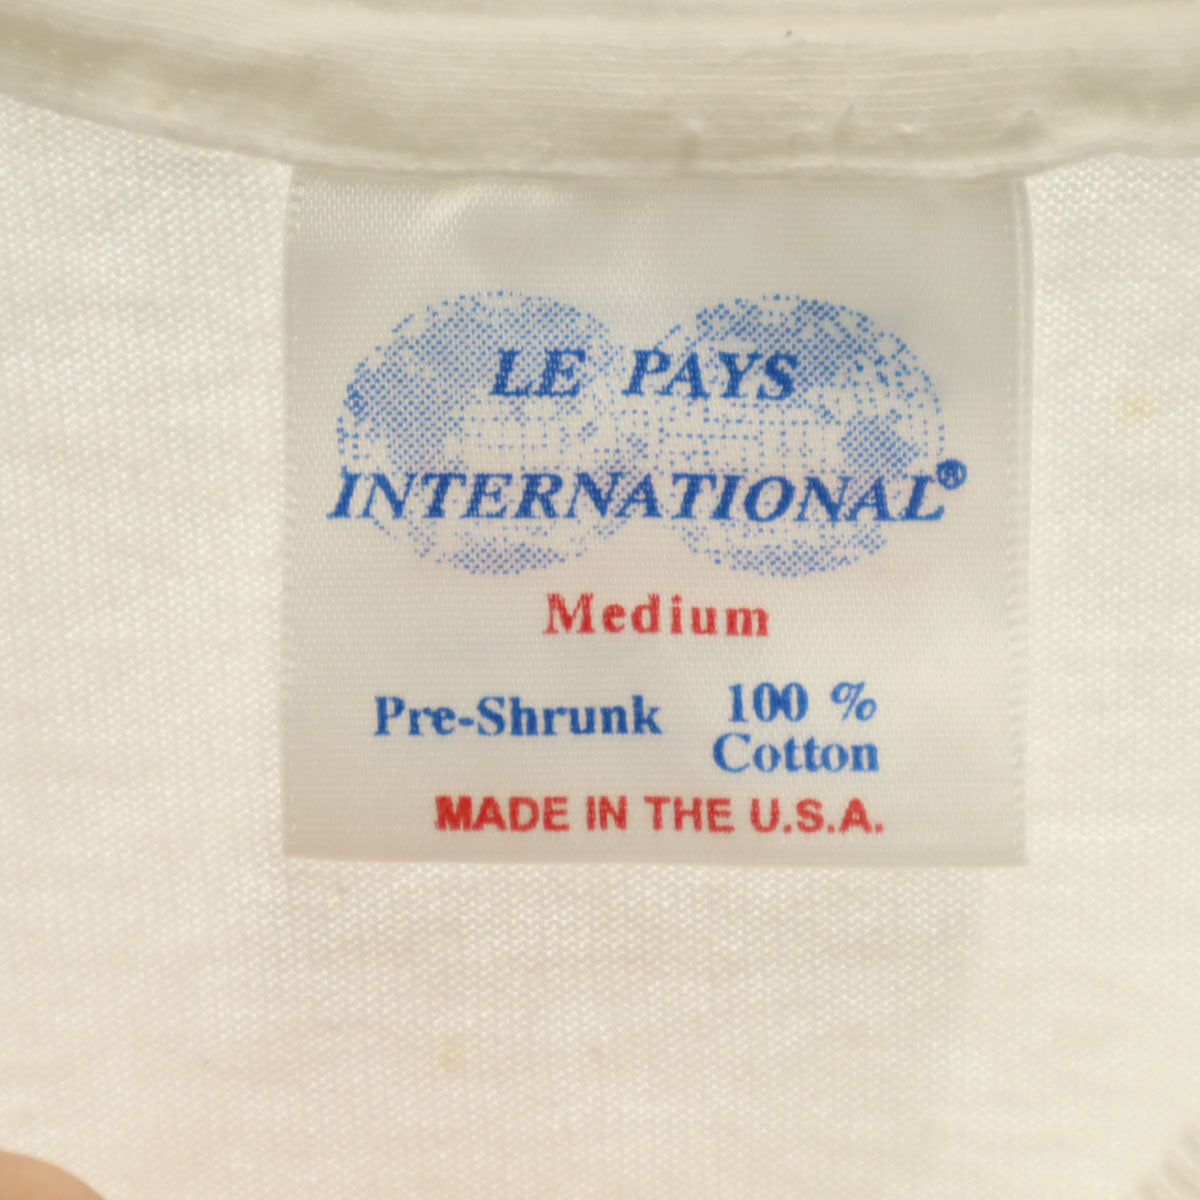 LE PAYS
INTERNATIONAL®
Medium
Pre-Shrunk 100 %
Cotton
MADE IN THE U.S.A.